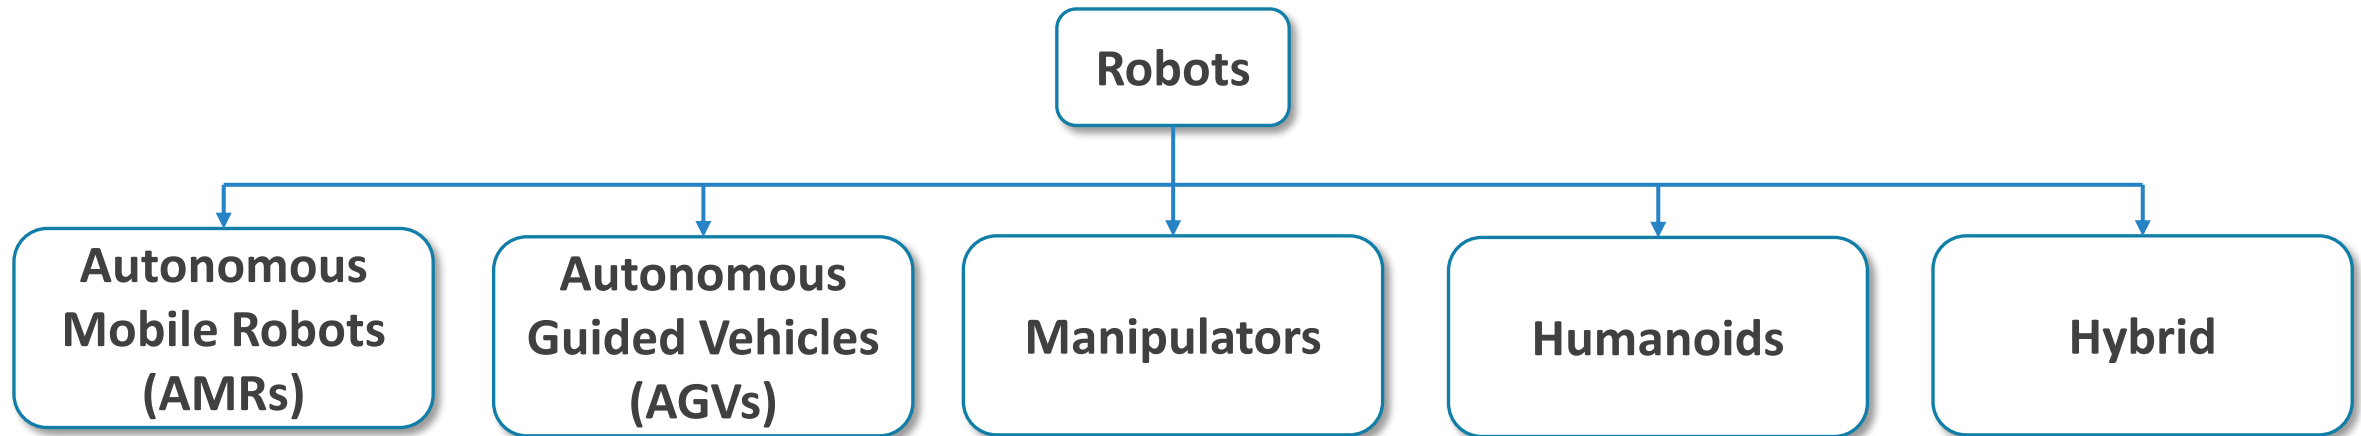 Robots
Autonomous
Mobile Robots
(AMRs)
Autonomous
Guided Vehicles
(AGVs)
Manipulators
Humanoids
Hybrid